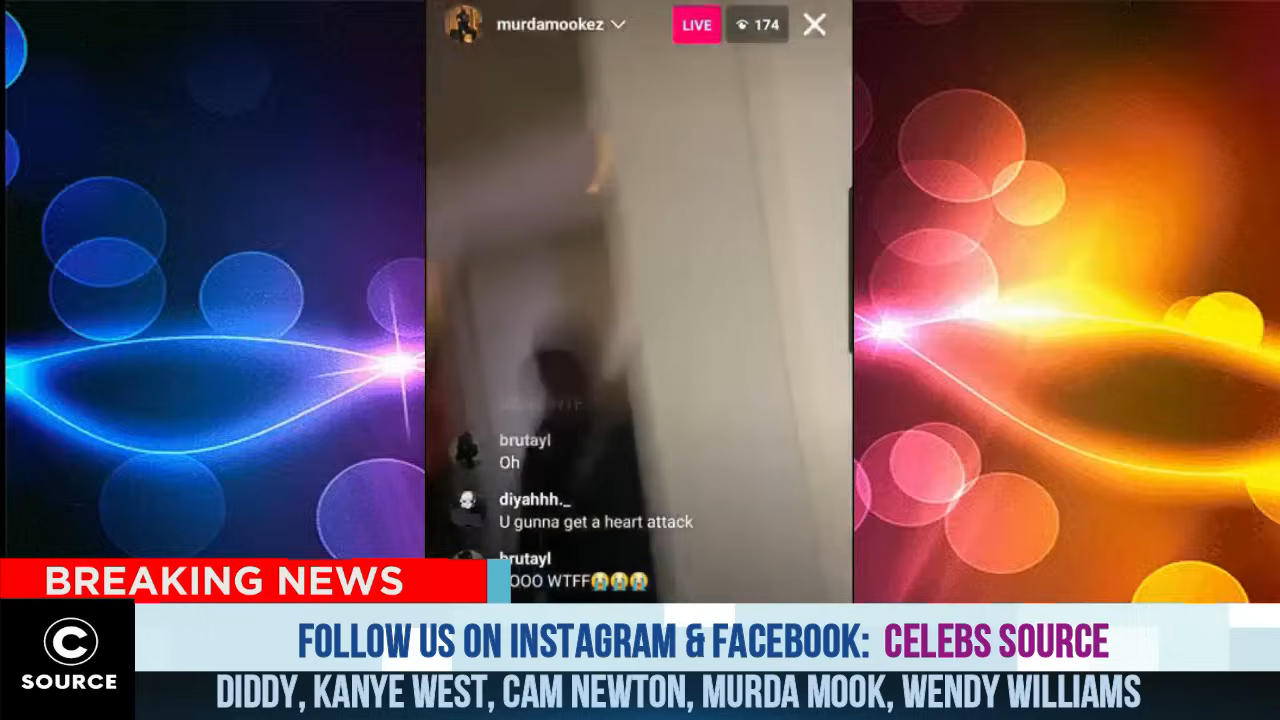 murdamookez
LIVE
174
brutayl
Oh
diyahhh._
U gunna get a heart attack
brutayl
OOO WTFF😭😭😭
BREAKING NEWS
C
SOURCE
FOLLOW US ON INSTAGRAM & FACEBOOK: CELEBS SOURCE
DIDDY, KANYE WEST, CAM NEWTON, MURDA MOOK, WENDY WILLIAMS